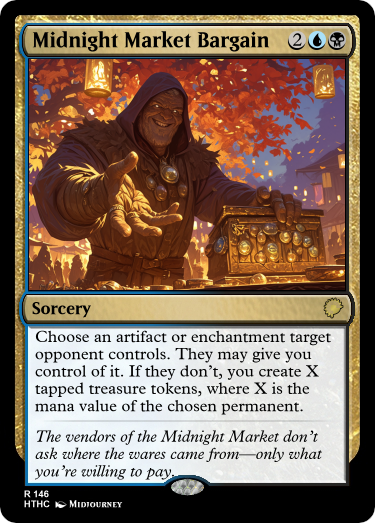 Midnight Market Bargain 2
Sorcery
Choose an artifact or enchantment target
opponent controls. They may give you
control of it. If they don't, you create X
tapped treasure tokens, where X is the
mana value of the chosen permanent.
The vendors of the Midnight Market don't
ask where the wares came from—only what
you're willing to pay.
R 146
HTHC MIDJOURNEY